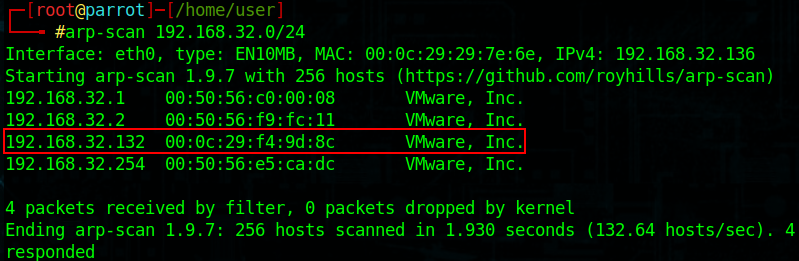 ┌─[root@parrot]─[/home/user]
└──╼ #arp-scan 192.168.32.0/24
Interface: eth0, type: EN10MB, MAC: 00:0c:29:29:7e:6e, IPv4: 192.168.32.136
Starting arp-scan 1.9.7 with 256 hosts (https://github.com/royhills/arp-scan)
192.168.32.1 00:50:56:c0:00:08 VMware, Inc.
192.168.32.2 00:50:56:f9:fc:11 VMware, Inc.
192.168.32.132 00:0c:29:f4:9d:8c VMware, Inc.
192.168.32.254 00:50:56:e5:ca:dc VMware, Inc.
4 packets received by filter, 0 packets dropped by kernel
Ending arp-scan 1.9.7: 256 hosts scanned in 1.930 seconds (132.64 hosts/sec). 4
responded